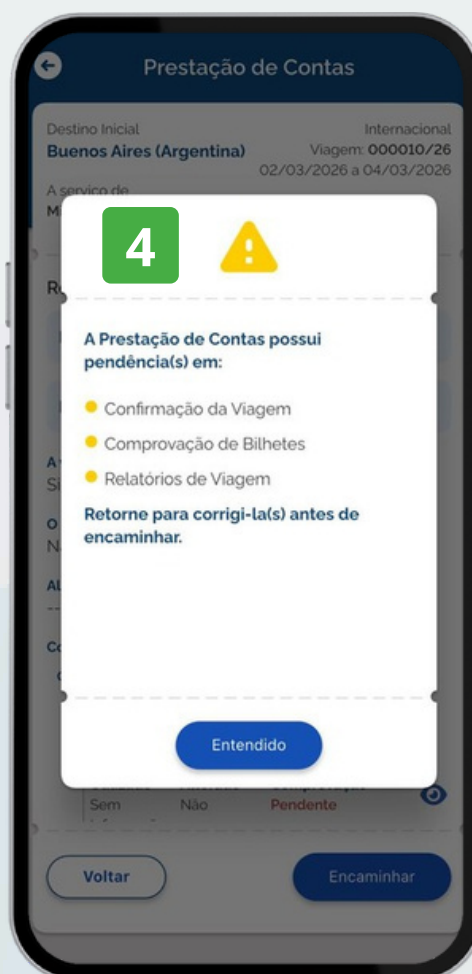 Prestação de Contas
Destino Inicial
Internacional
Buenos Aires (Argentina)
Viagem: 000010/26
02/03/2026 a 04/03/2026
A serviço de
4
A Prestação de Contas possui
pendência(s) em:
Confirmação da Viagem
Comprovação de Bilhetes
Relatórios de Viagem
Retorne para corrigi-la(s) antes de
encaminhar.
Entendido
Sem
Não
Pendente
Voltar
Encaminhar